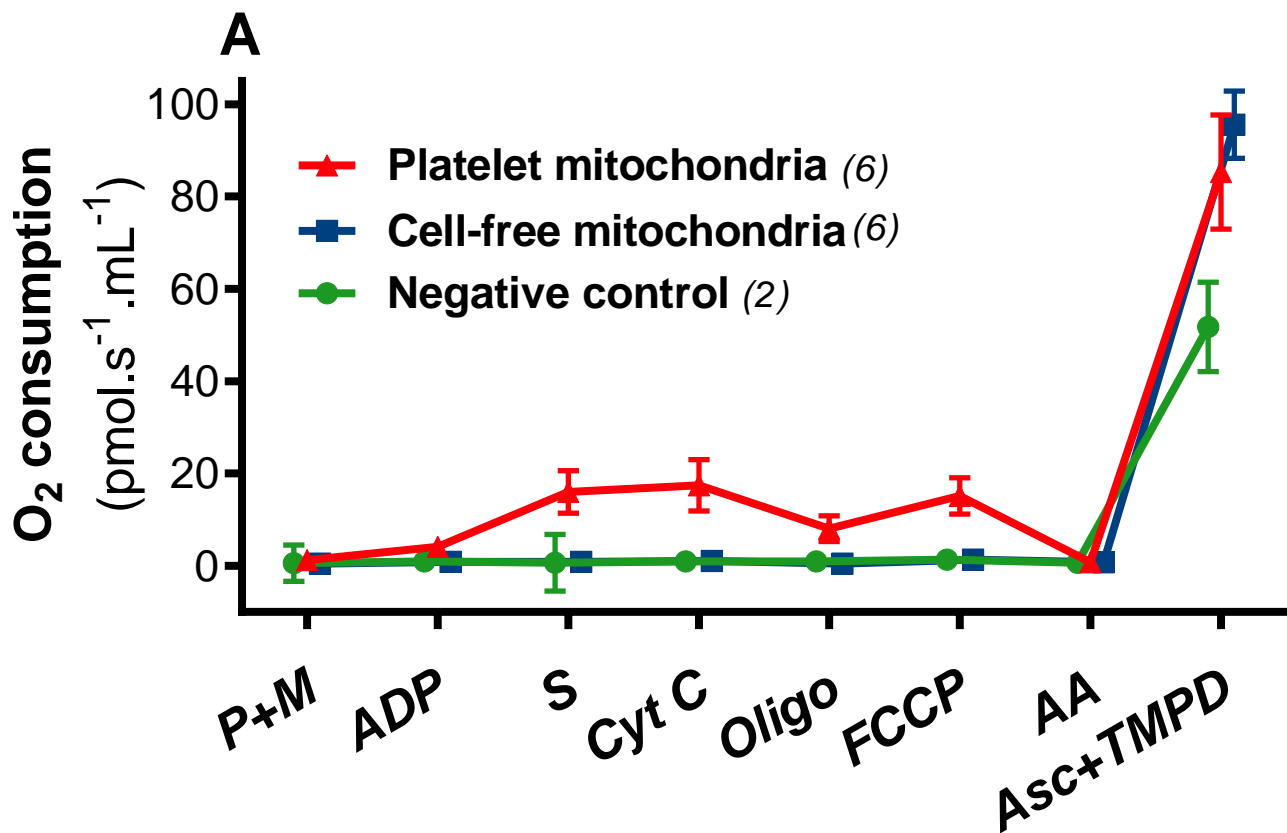 A
O2 consumption
(pmol.s-1.mL-1)
100
80
60
40
20
0
Platelet mitochondria (6)
Cell-free mitochondria (6)
Negative control (2)
P+M
ADP
S
Cyt C
Oligo
FCCP
AA
Asc+TMPD